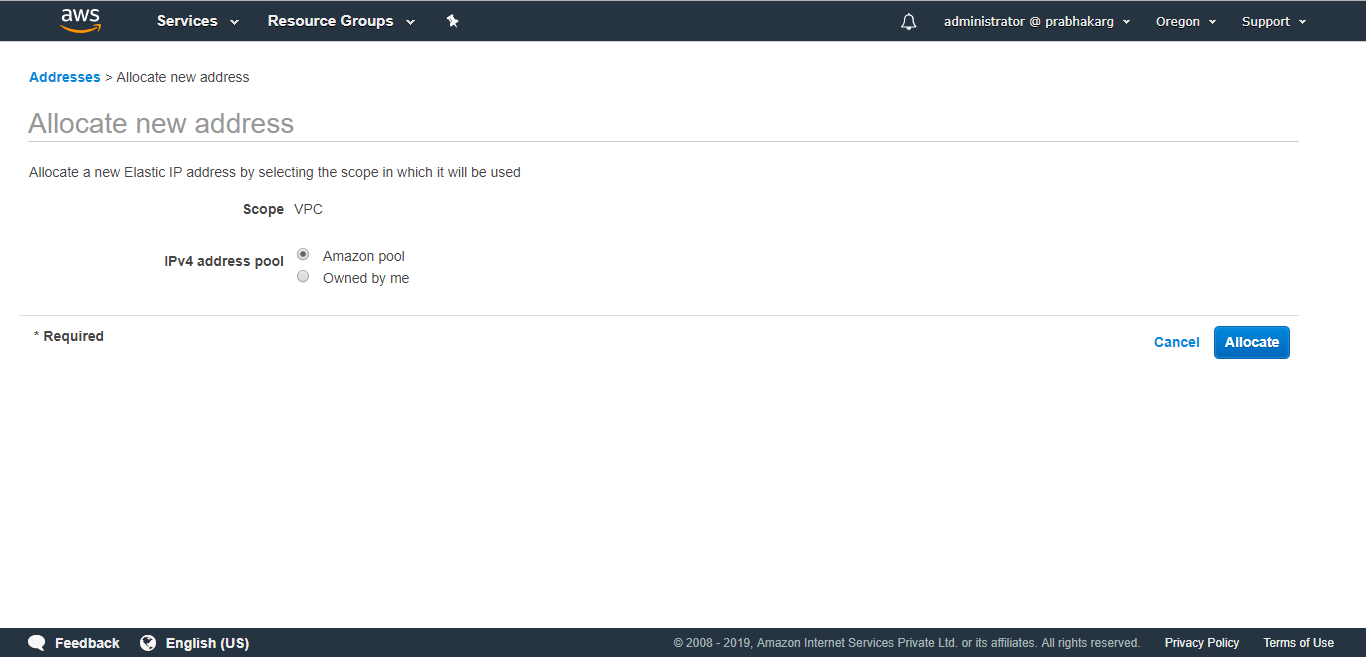 aws Services Resource Groups administrator @ prabhakarg Oregon Support
Addresses > Allocate new address
Allocate new address
Allocate a new Elastic IP address by selecting the scope in which it will be used
Scope VPC
IPv4 address pool Amazon pool
Owned by me
* Required
Cancel Allocate
Feedback English (US) © 2008 - 2019, Amazon Internet Services Private Ltd. or its affiliates. All rights reserved. Privacy Policy Terms of Use